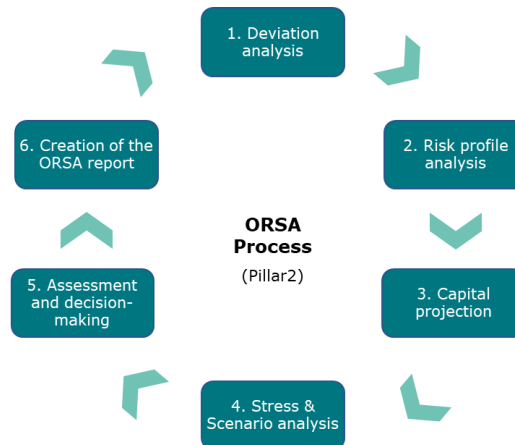 1. Deviation
analysis
2. Risk profile
analysis
3. Capital
projection
4. Stress &
Scenario analysis
5. Assessment
and decision-
making
6. Creation of the
ORSA report
ORSA
Process
(Pillar2)